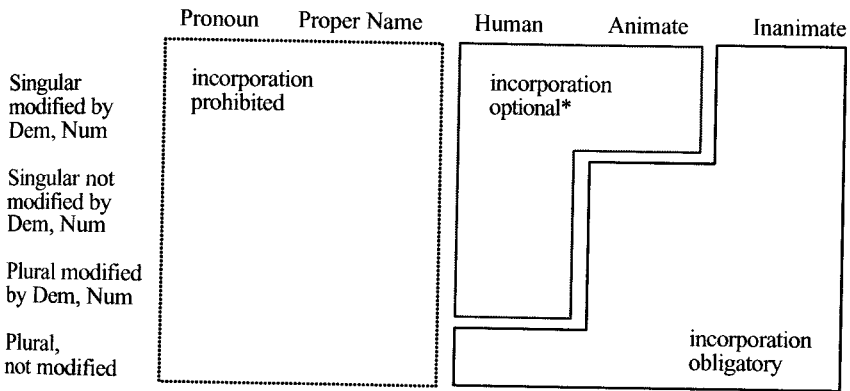 Pronoun Proper Name Human Animate Inanimate
Singular
modified by
Dem, Num
incorporation
prohibited
incorporation
optional*
Singular not
modified by
Dem, Num
Plural modified
by Dem, Num
Plural,
not modified
incorporation
obligatory